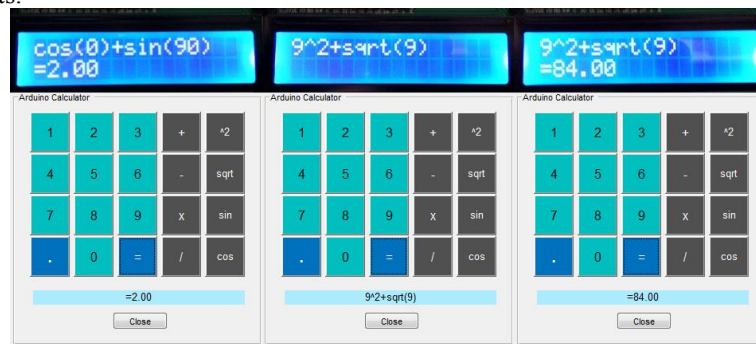 ts.
cos(0)+sin(90)
=2.00
9^2+sqrt(9)
9^2+sqrt(9)
=84.00
Arduino Calculator
1 2 3 + ^2
4 5 6 - sqrt
7 8 9 x sin
. 0 = / cos
=2.00
Close
Arduino Calculator
1 2 3 + ^2
4 5 6 - sqrt
7 8 9 x sin
. 0 = / cos
9^2+sqrt(9)
Close
Arduino Calculator
1 2 3 + ^2
4 5 6 - sqrt
7 8 9 x sin
. 0 = / cos
=84.00
Close